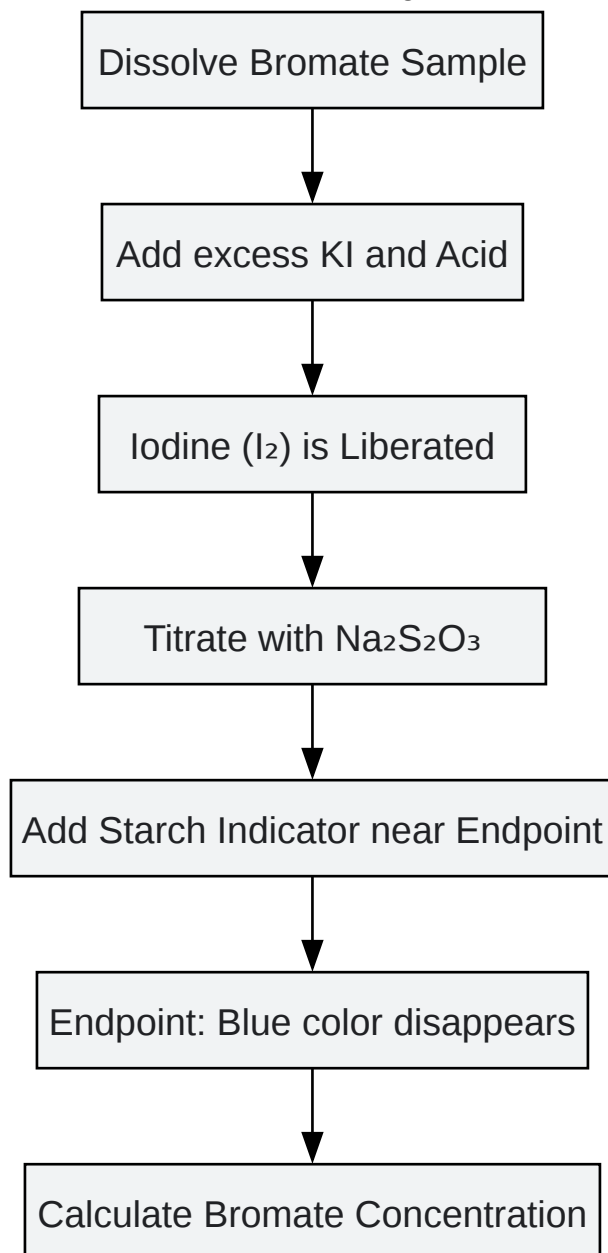 Dissolve Bromate Sample
Add excess KI and Acid
Iodine (I₂) is Liberated
Titrate with Na₂S₂O₃
Add Starch Indicator near Endpoint
Endpoint: Blue color disappears
Calculate Bromate Concentration